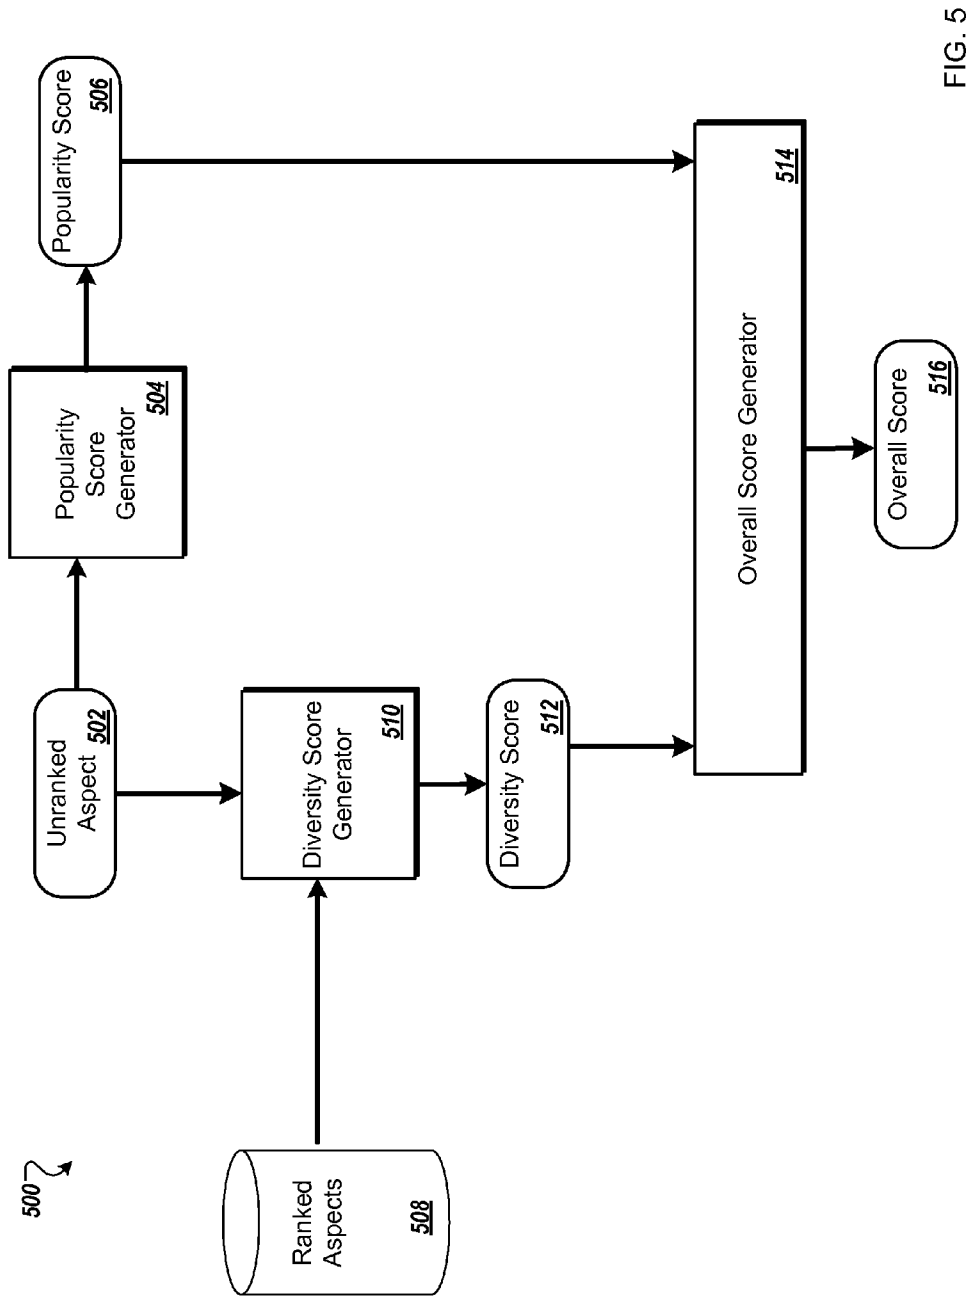 500
Unranked
Aspect
502
Popularity
Score
Generator
504
Popularity Score
506
Ranked
Aspects
508
Diversity Score
Generator
510
Diversity Score
512
Overall Score Generator
514
Overall Score
516
FIG. 5